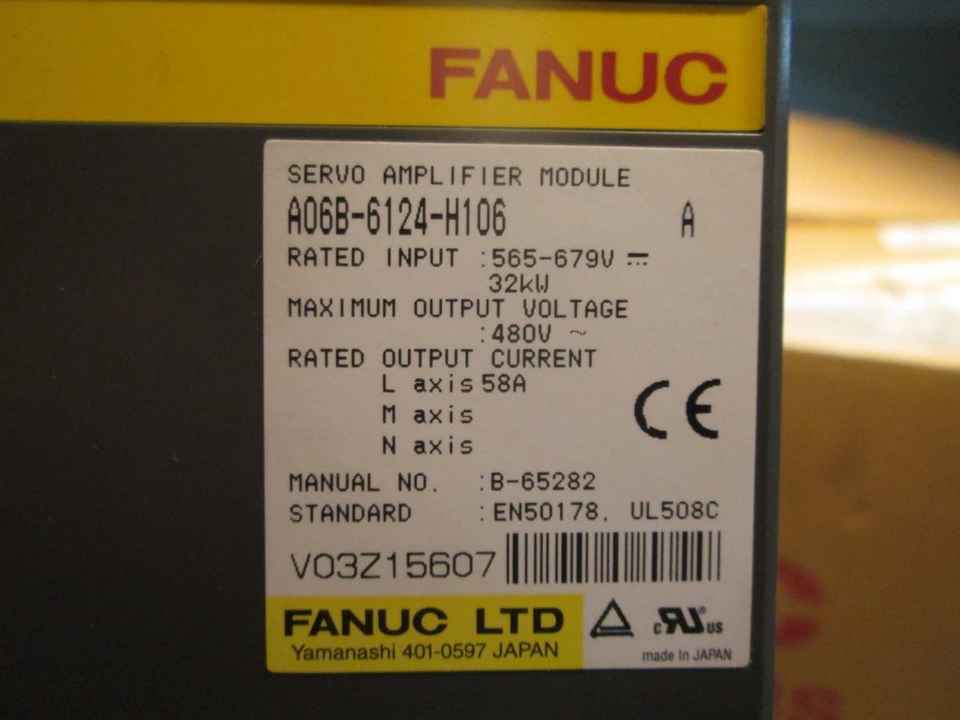 FANUC
SERVO AMPLIFIER MODULE
A06B-6124-H106 A
RATED INPUT :565-679V ⎓
32kW
MAXIMUM OUTPUT VOLTAGE
:480V ~
RATED OUTPUT CURRENT
L axis 58A
M axis
N axis
CE
MANUAL NO. :B-65282
STANDARD :EN50178, UL508C
V03Z15607
FANUC LTD
Yamanashi 401-0597 JAPAN
c RU US
made in JAPAN